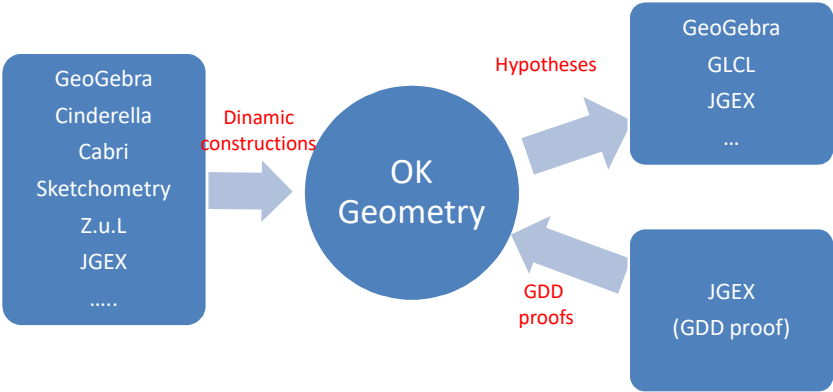 GeoGebra
Cinderella
Cabri
Sketchometry
Z.u.L
JGEX
.....
Dinamic
constructions
OK
Geometry
Hypotheses
GeoGebra
GLCL
JGEX
...
GDD
proofs
JGEX
(GDD proof)